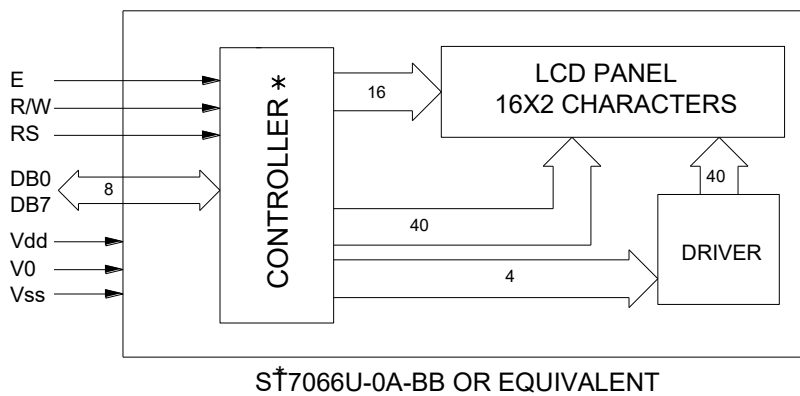 LCD PANEL
16X2 CHARACTERS
E
R/W
RS
DB0
DB7
8
Vdd
V0
Vss
CONTROLLER *
16
40
4
40
DRIVER
* ST7066U-0A-BB OR EQUIVALENT